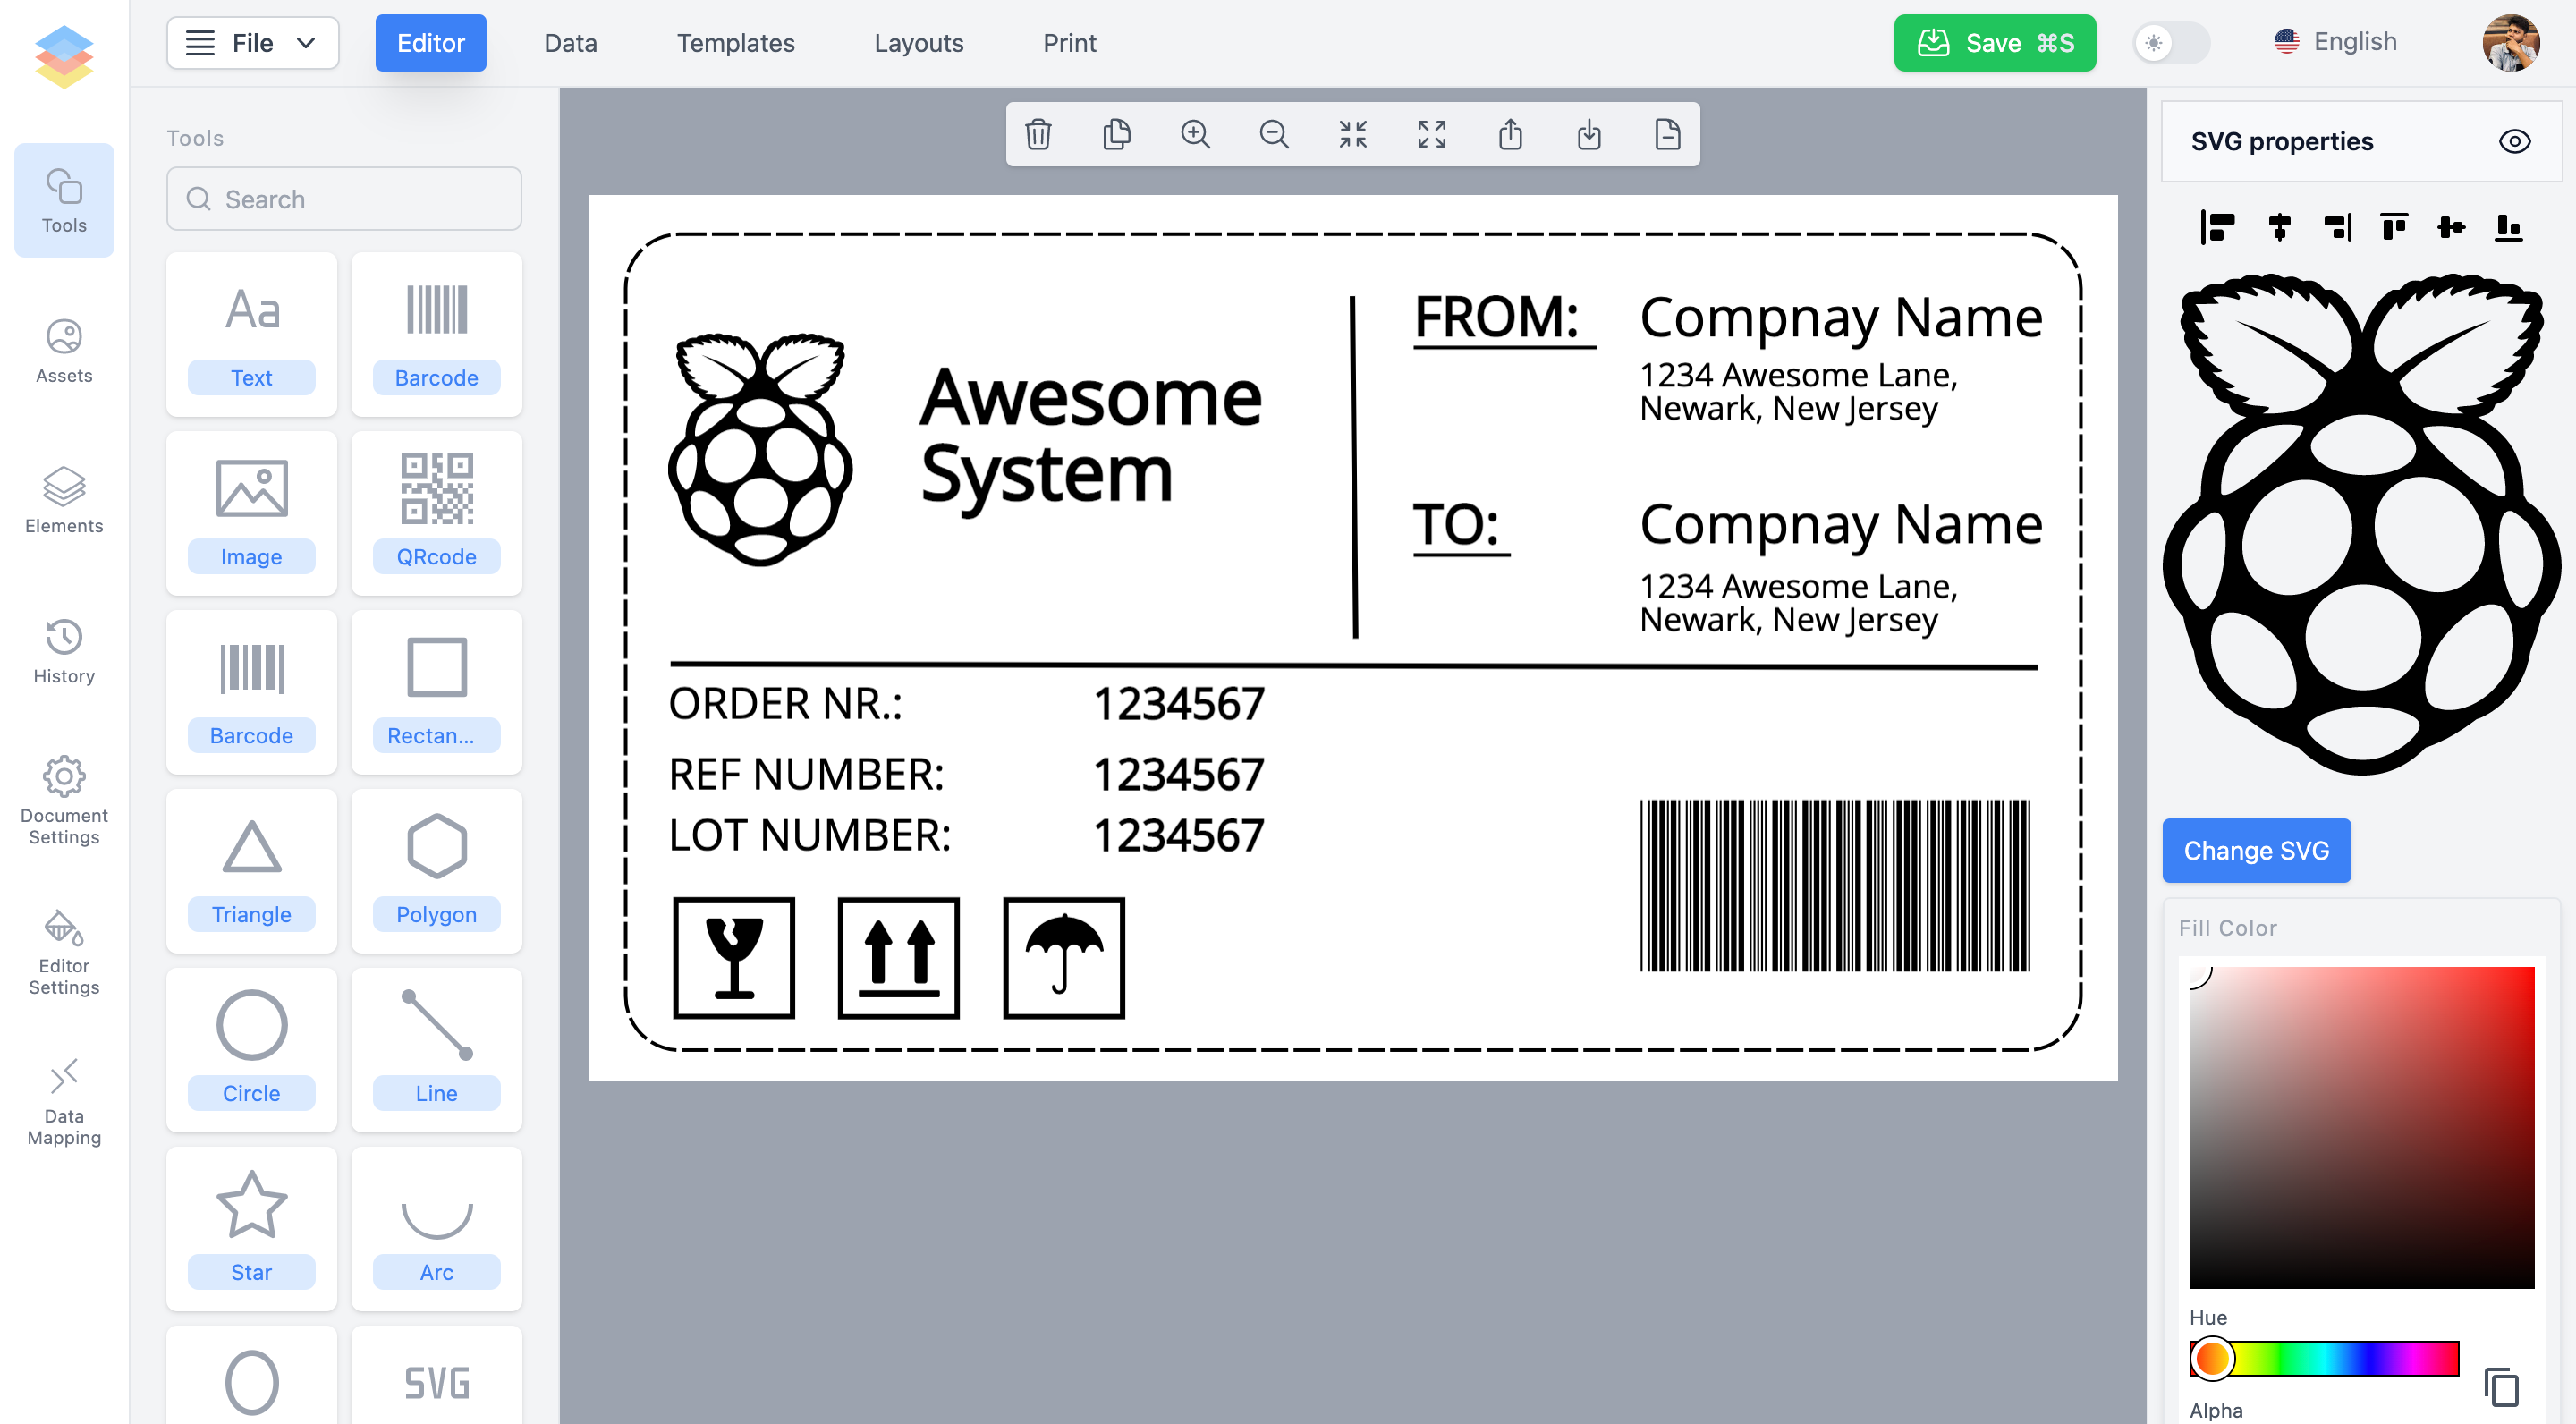 File
Editor
Data
Templates
Layouts
Print
Save ⌘S
English
Tools
Assets
Elements
History
Document
Settings
Editor
Settings
Data
Mapping
Tools
Search
Aa
Text
Barcode
Image
QRcode
Barcode
Rectan...
Triangle
Polygon
Circle
Line
Star
Arc
SVG
Awesome
System
FROM:
Compnay Name
1234 Awesome Lane,
Newark, New Jersey
TO:
Compnay Name
1234 Awesome Lane,
Newark, New Jersey
ORDER NR.: 1234567
REF NUMBER: 1234567
LOT NUMBER: 1234567
SVG properties
Change SVG
Fill Color
Hue
Alpha